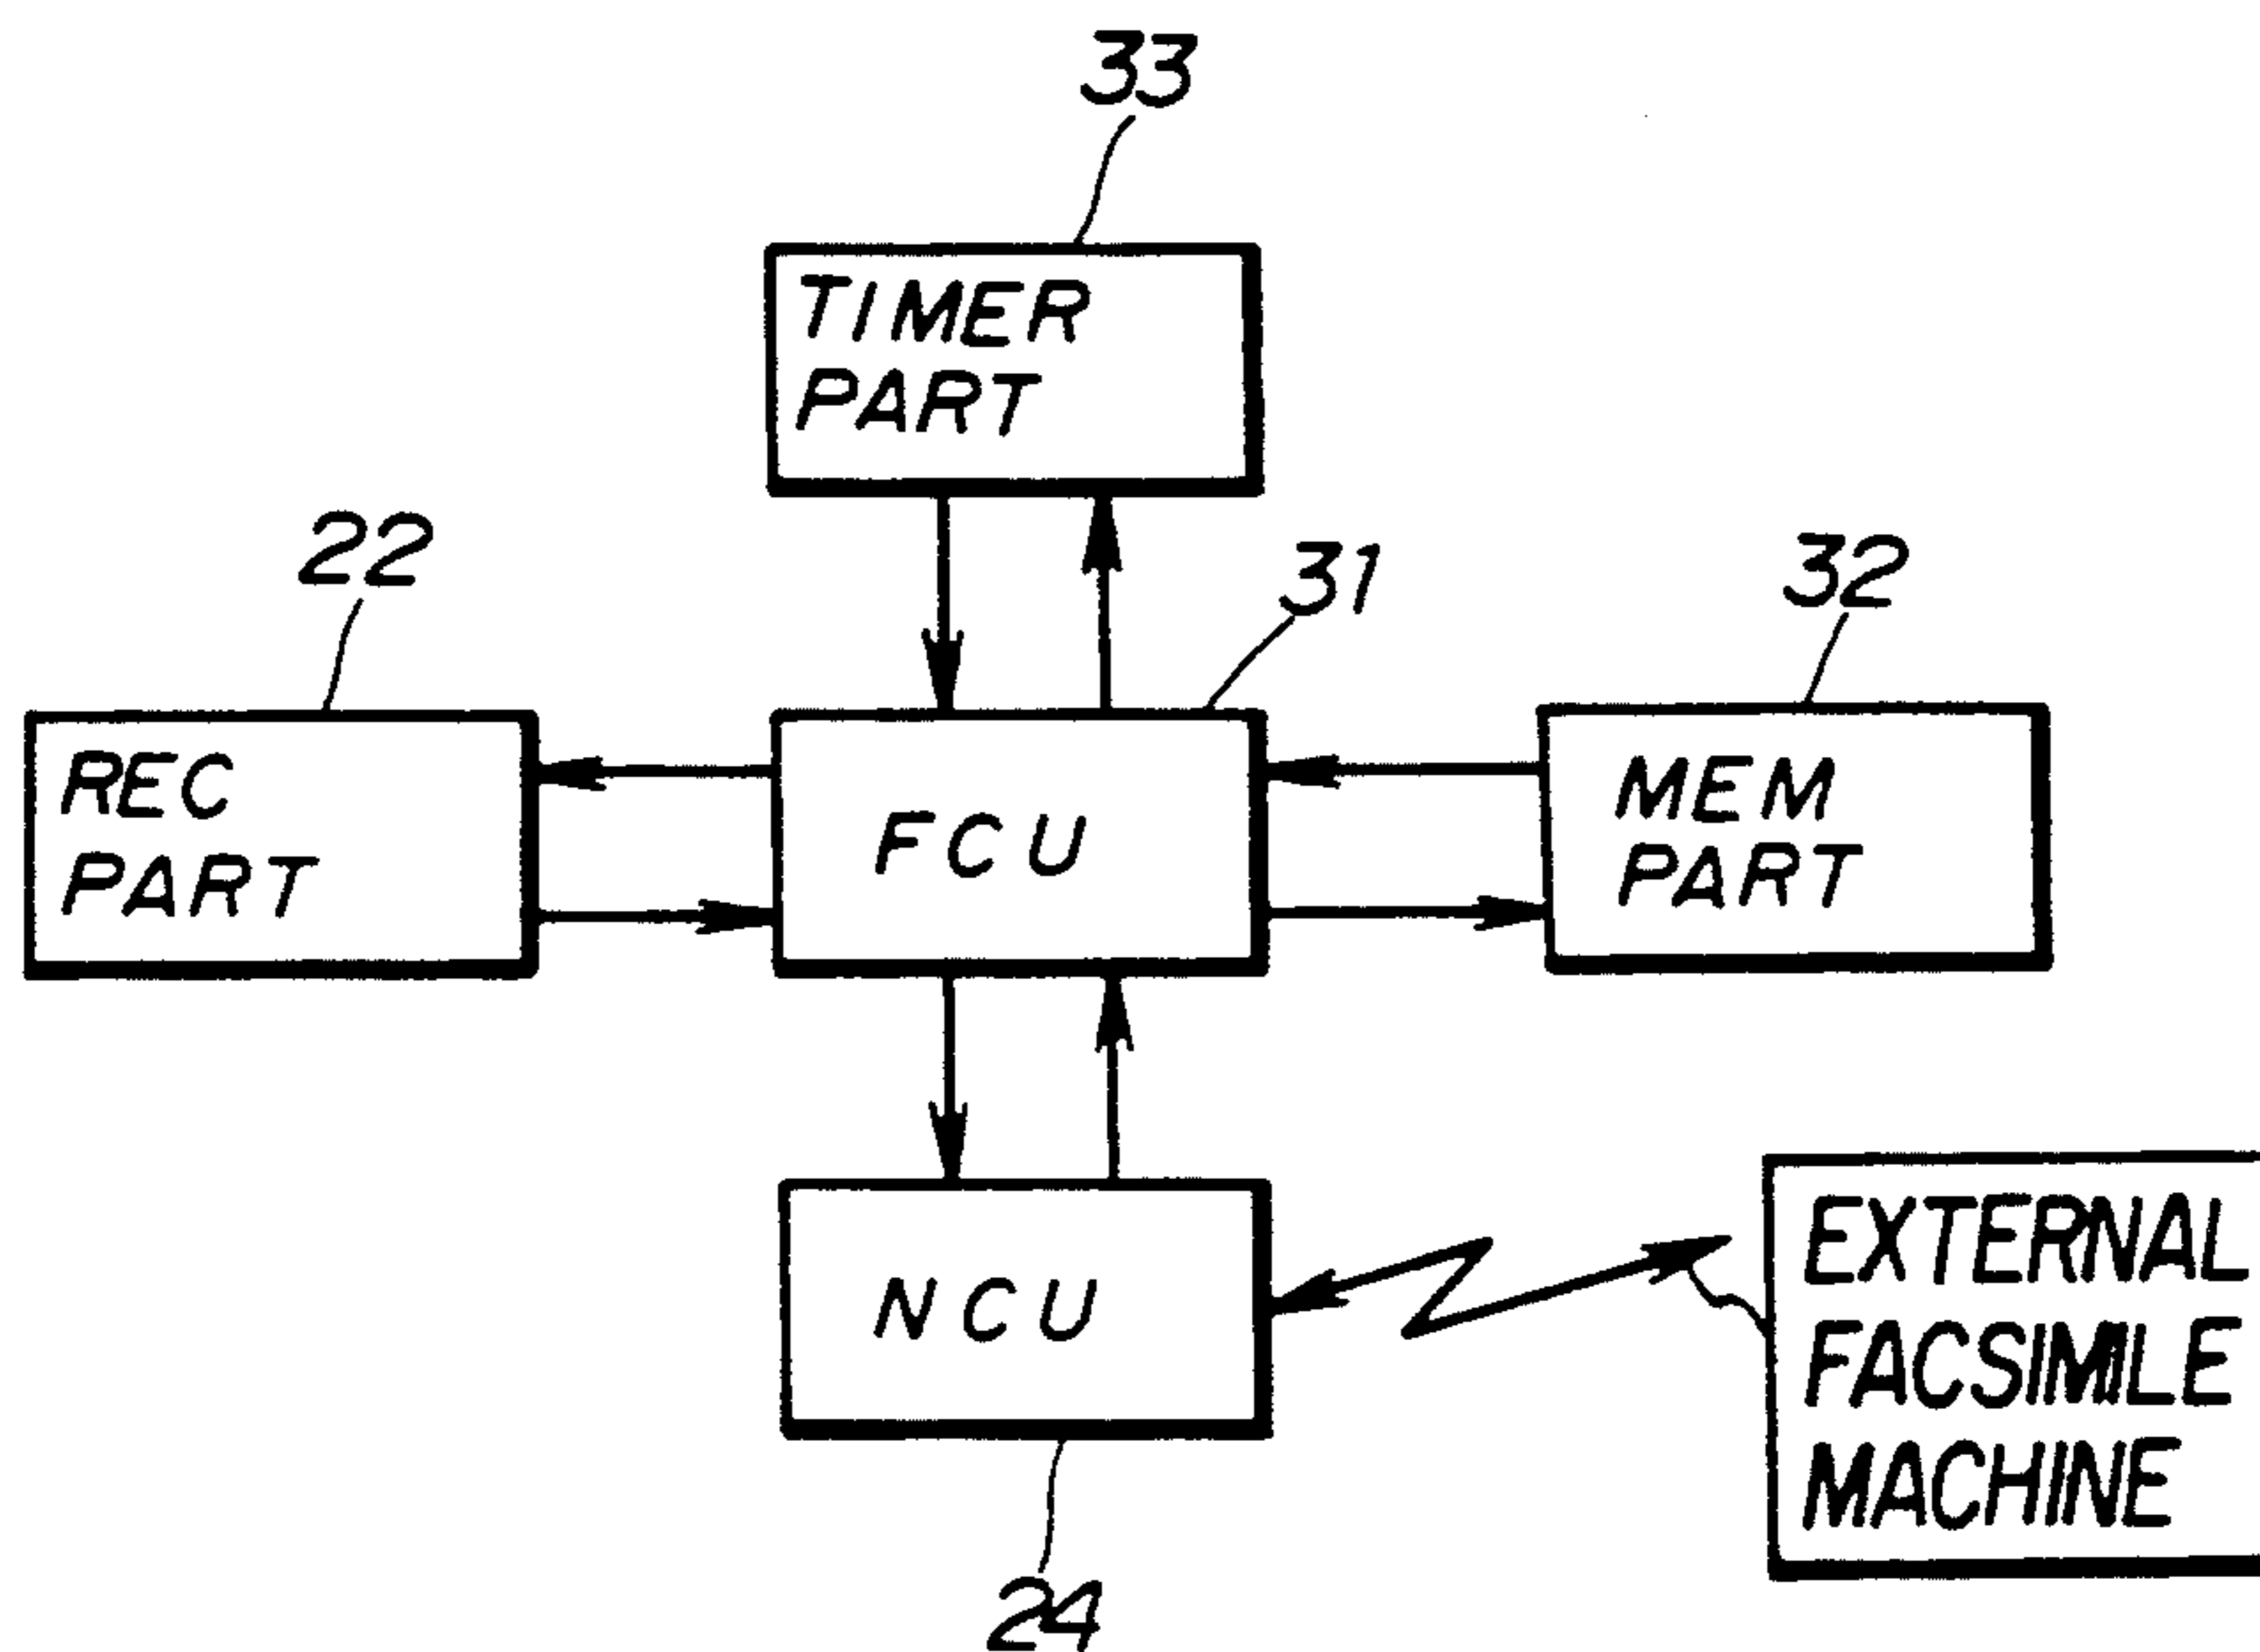 33
TIMER
PART
22
31
32
REC
PART
FCU
MEM
PART
NCU
EXTERNAL
FACSIMILE
MACHINE
24